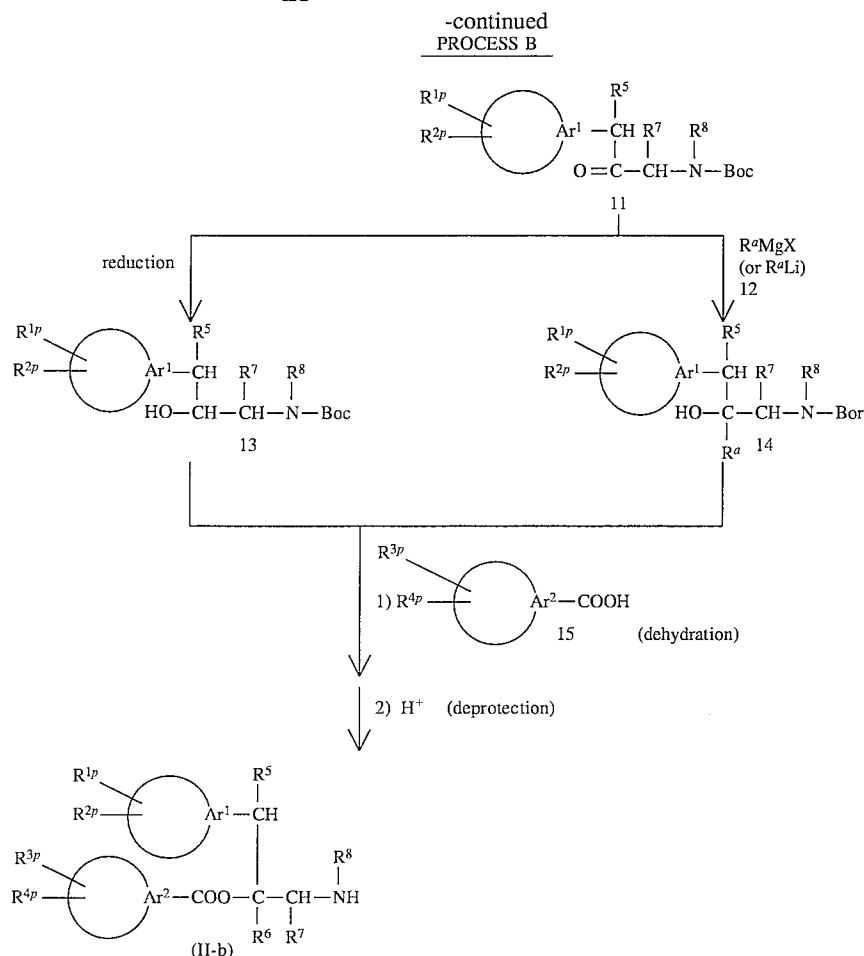 -continued
PROCESS B
R⁵
R¹ᵖ
R²ᵖ
Ar¹—CH R⁷ R⁸
O=C—CH—N—Boc
11
reduction
RᵃMgX
(or RᵃLi)
12
R⁵
R¹ᵖ
R²ᵖ
Ar¹—CH R⁷ R⁸
HO—CH—CH—N—Boc
13
R⁵
R¹ᵖ
R²ᵖ
Ar¹—CH R⁷ R⁸
HO—C—CH—N—Bor
Rᵃ 14
R³ᵖ
1) R⁴ᵖ Ar²—COOH
15 (dehydration)
2) H⁺ (deprotection)
R⁵
R¹ᵖ
R²ᵖ
Ar¹—CH
R³ᵖ
R⁸
R⁴ᵖ
Ar²—COO—C—CH—NH
R⁶ R⁷
(II-b)